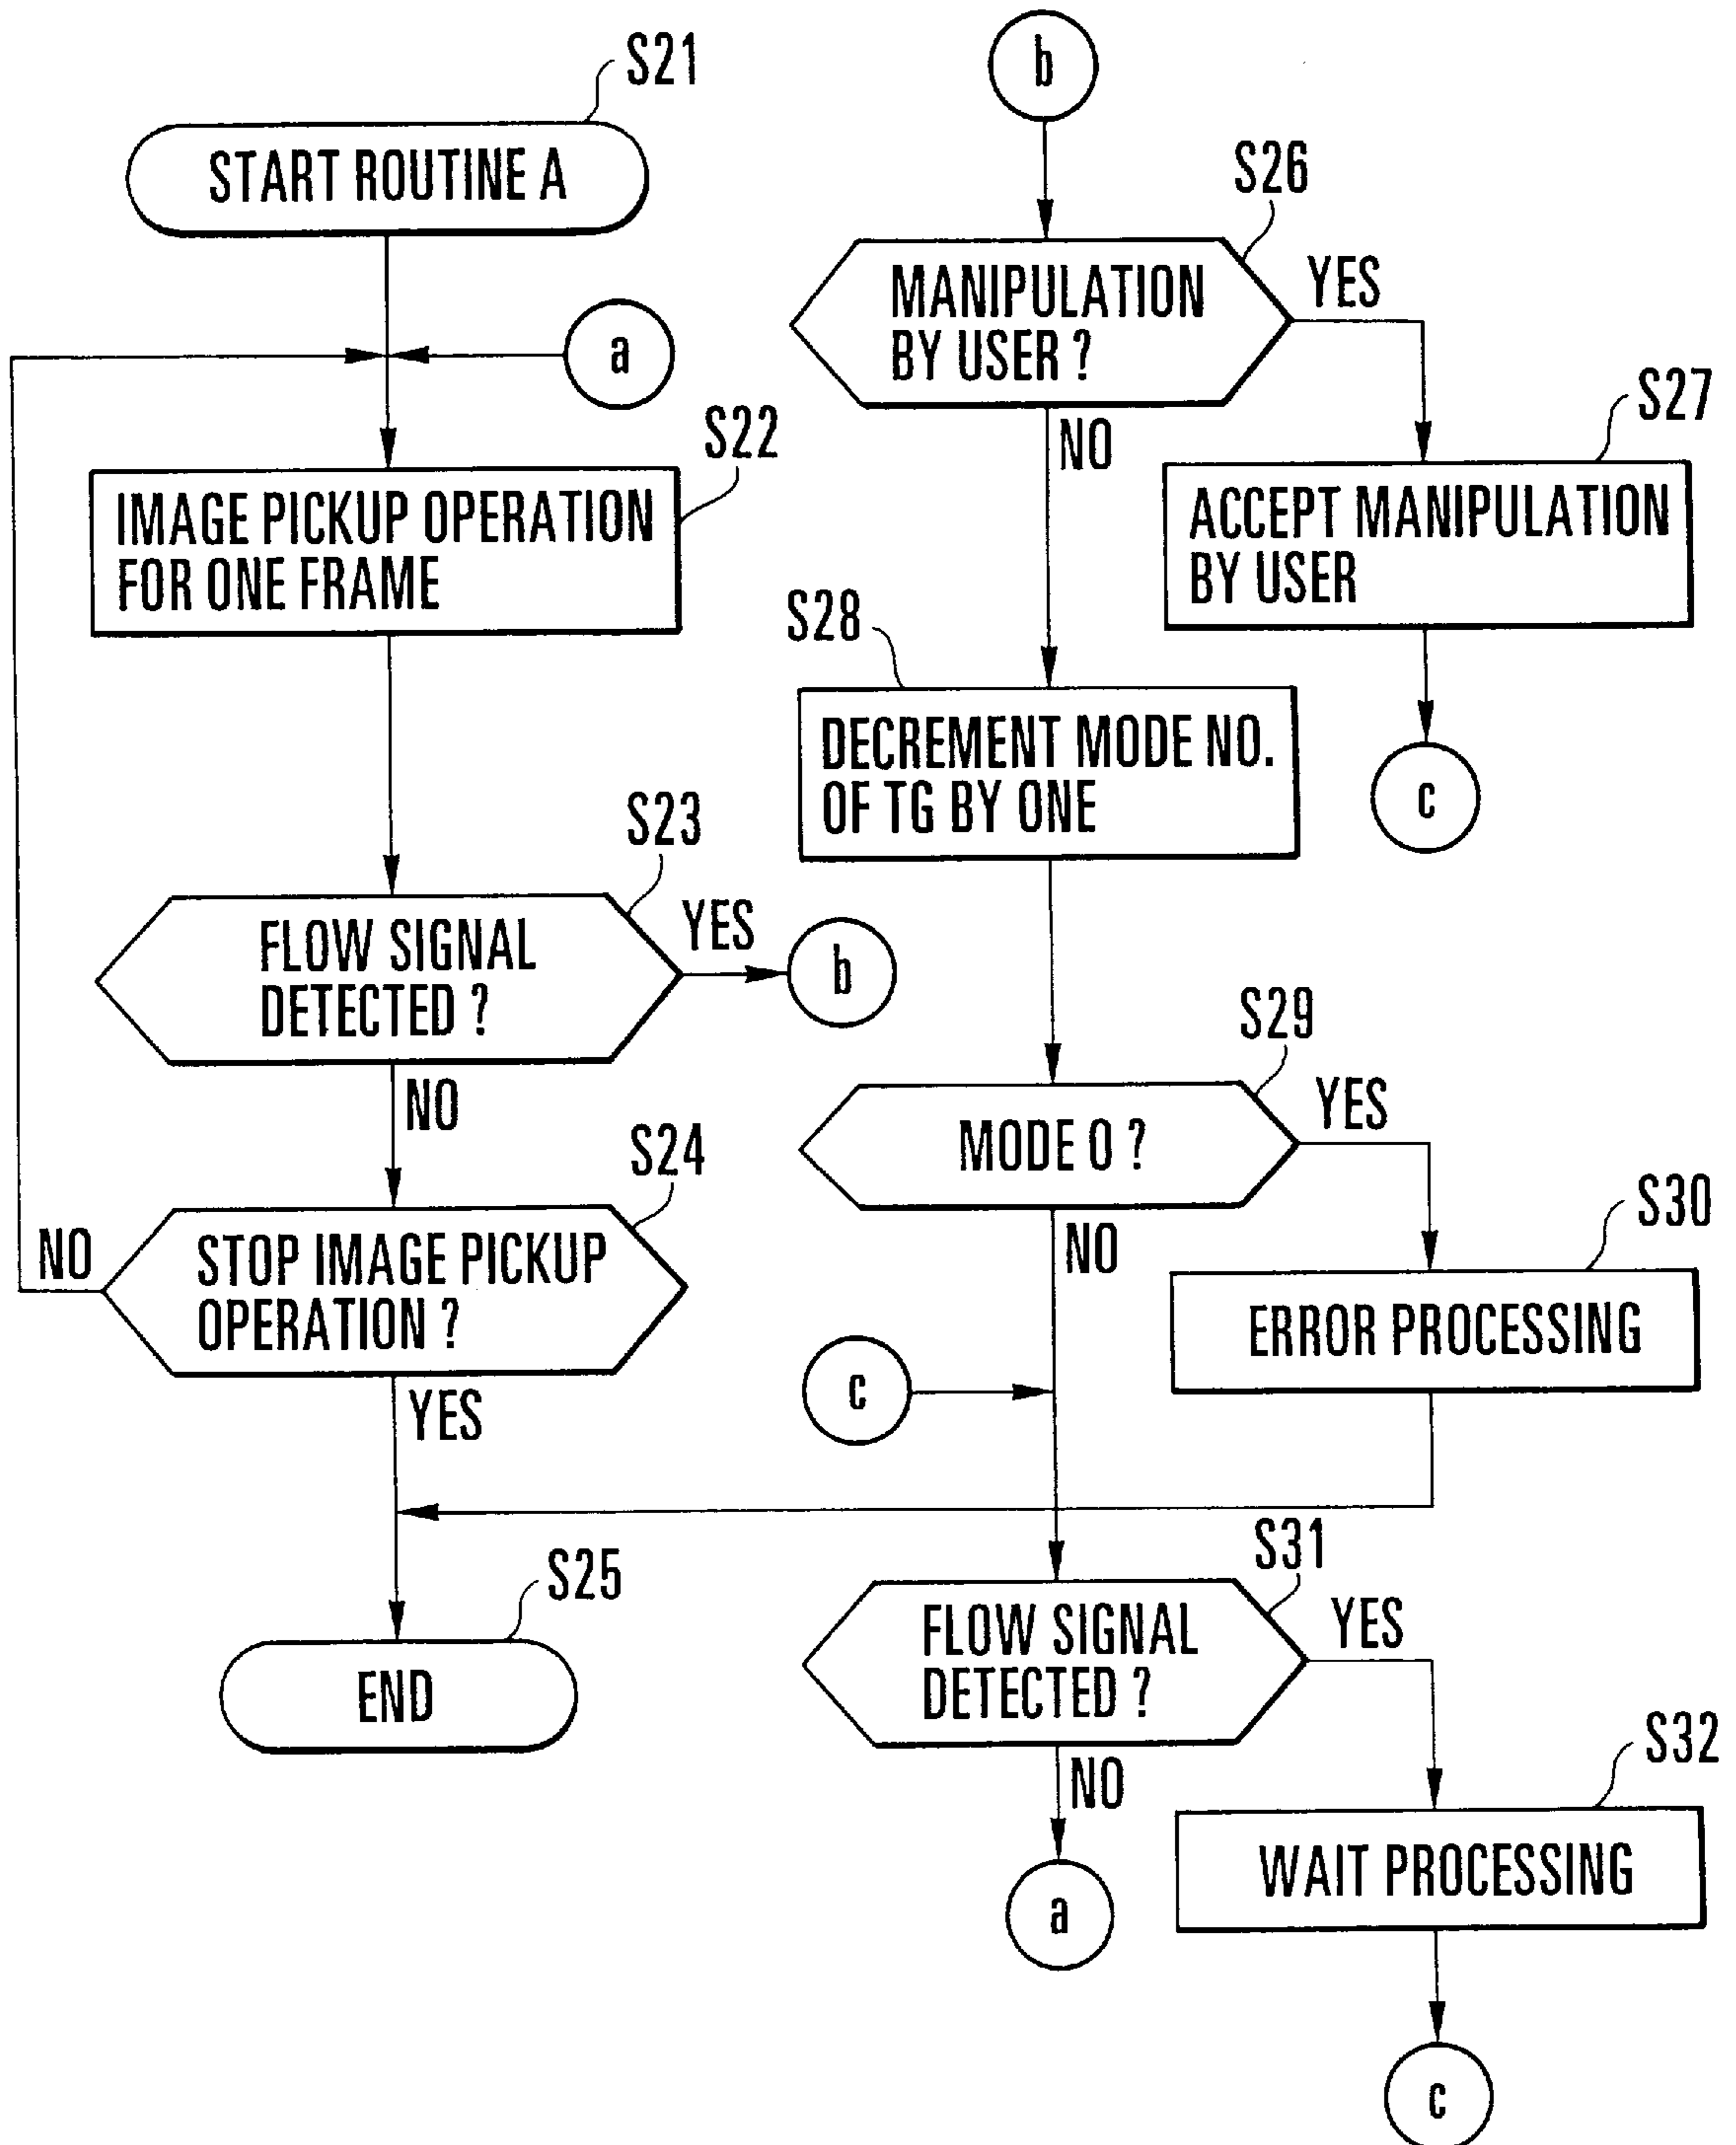 S21
START ROUTINE A
a
S22
IMAGE PICKUP OPERATION
FOR ONE FRAME
S23
FLOW SIGNAL
DETECTED ?
YES
b
NO
S24
STOP IMAGE PICKUP
OPERATION ?
NO
YES
S25
END
b
S26
MANIPULATION
BY USER ?
YES
NO
S27
ACCEPT MANIPULATION
BY USER
c
S28
DECREMENT MODE NO.
OF TG BY ONE
S29
MODE 0 ?
YES
NO
S30
ERROR PROCESSING
c
S31
FLOW SIGNAL
DETECTED ?
YES
NO
a
S32
WAIT PROCESSING
c